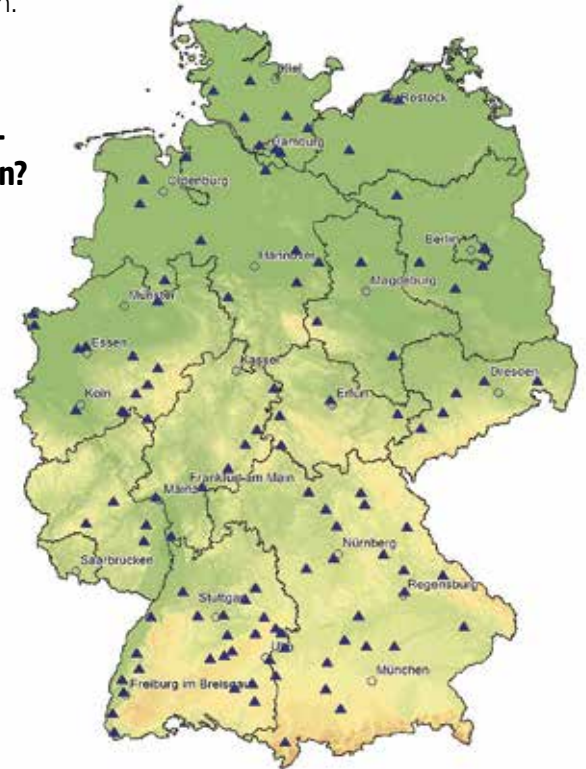 n.
-
n?
Kiel
Rostock
Hamburg
Oldenburg
Berlin
Hannover
Magdeburg
Münster
Essen
Kassel
Dresden
Köln
Erfurt
Frankfurt am Main
Mainz
Saarbrücken
Nürnberg
Regensburg
Stuttgart
Ulm
München
Freiburg im Breisgau